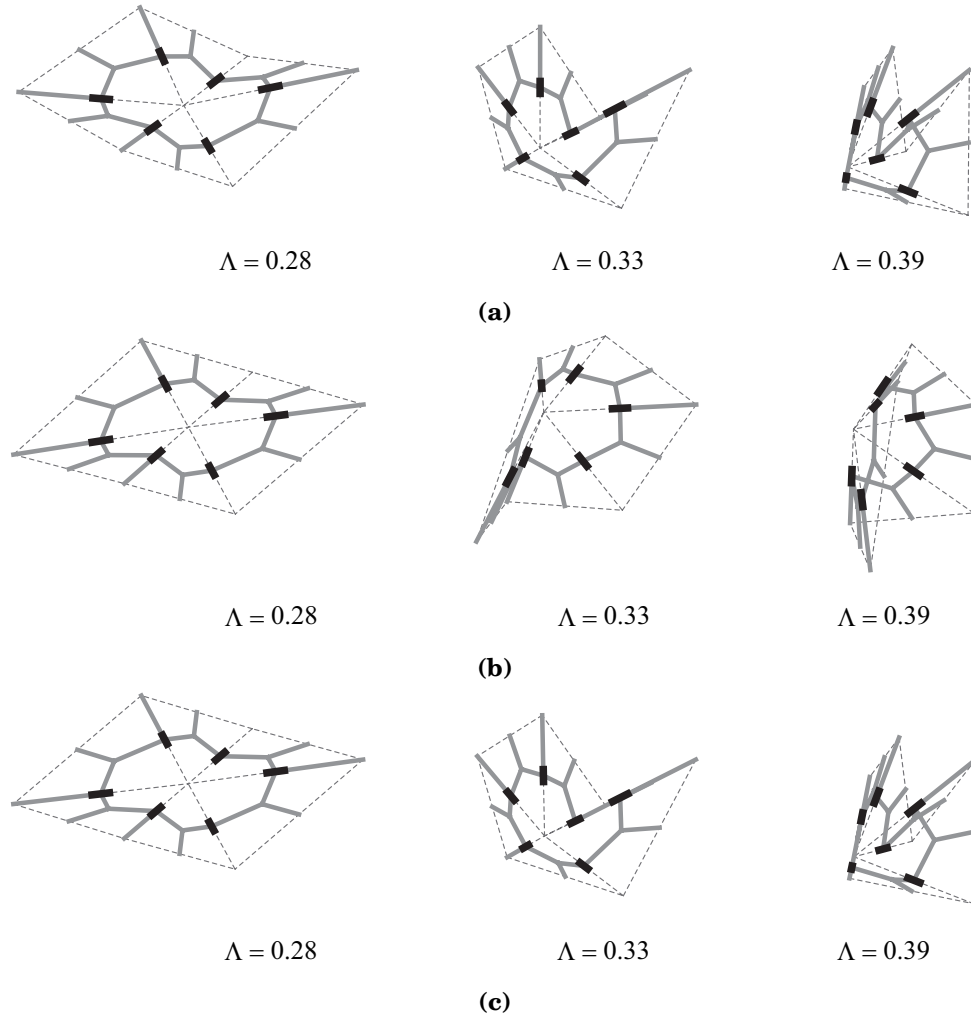 Λ = 0.28 Λ = 0.33 Λ = 0.39
(a)
Λ = 0.28 Λ = 0.33 Λ = 0.39
(b)
Λ = 0.28 Λ = 0.33 Λ = 0.39
(c)